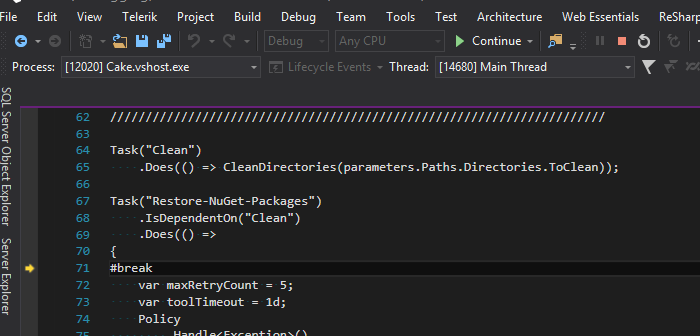 File View Telerik Project Build Debug Team Tools Test Architecture Web Essentials ReSharp
Debug Any CPU Continue
Process: [12020] Cake.vshost.exe Lifecycle Events Thread: [14680] Main Thread
SQL Server Object Explorer
Server Explorer
62 //////////////////////////////////////////////////////////////////////
63
64 Task("Clean")
65 .Does(() => CleanDirectories(parameters.Paths.Directories.ToClean));
66
67 Task("Restore-NuGet-Packages")
68 .IsDependentOn("Clean")
69 .Does(() =>
70 {
71 #break
72 var maxRetryCount = 5;
73 var toolTimeout = 1d;
74 Policy
75 .Handle<Exception>()